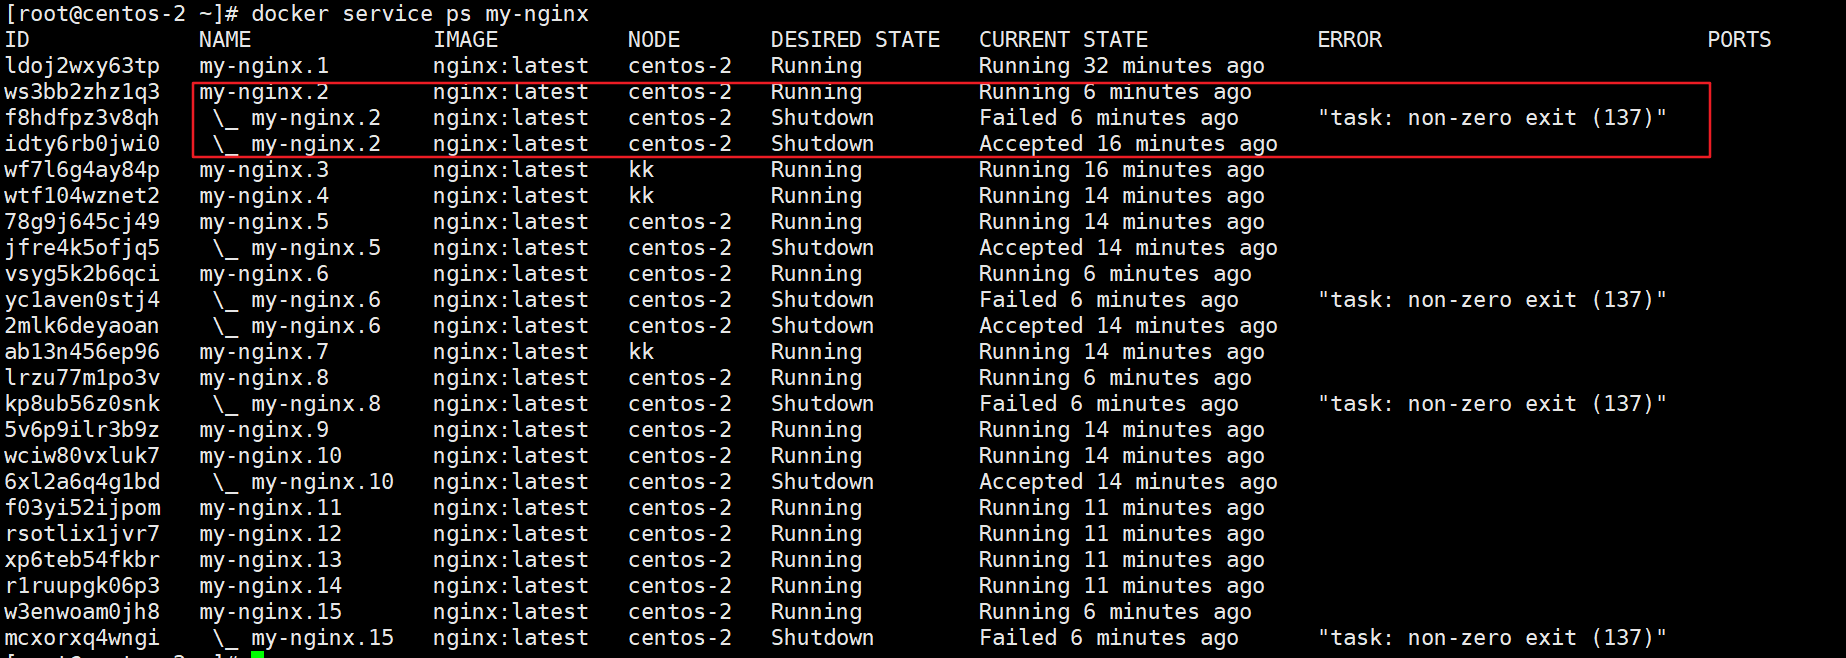 [root@centos-2 ~]# docker service ps my-nginx
ID             NAME              IMAGE          NODE       DESIRED STATE   CURRENT STATE             ERROR                         PORTS
ldoj2wxy63tp   my-nginx.1        nginx:latest   centos-2   Running         Running 32 minutes ago
ws3bb2zhz1q3   my-nginx.2        nginx:latest   centos-2   Running         Running 6 minutes ago
f8hdfpz3v8qh    \_ my-nginx.2    nginx:latest   centos-2   Shutdown        Failed 6 minutes ago      "task: non-zero exit (137)"
idty6rb0jwi0    \_ my-nginx.2    nginx:latest   centos-2   Shutdown        Accepted 16 minutes ago
wf7l6g4ay84p   my-nginx.3        nginx:latest   kk         Running         Running 16 minutes ago
wtf104wznet2   my-nginx.4        nginx:latest   kk         Running         Running 14 minutes ago
78g9j645cj49   my-nginx.5        nginx:latest   centos-2   Running         Running 14 minutes ago
jfre4k5ofjq5    \_ my-nginx.5    nginx:latest   centos-2   Shutdown        Accepted 14 minutes ago
vsyg5k2b6qci   my-nginx.6        nginx:latest   centos-2   Running         Running 6 minutes ago
yc1aven0stj4    \_ my-nginx.6    nginx:latest   centos-2   Shutdown        Failed 6 minutes ago      "task: non-zero exit (137)"
2mlk6deyaoan    \_ my-nginx.6    nginx:latest   centos-2   Shutdown        Accepted 14 minutes ago
ab13n456ep96   my-nginx.7        nginx:latest   kk         Running         Running 14 minutes ago
lrzu77m1po3v   my-nginx.8        nginx:latest   centos-2   Running         Running 6 minutes ago
kp8ub56z0snk    \_ my-nginx.8    nginx:latest   centos-2   Shutdown        Failed 6 minutes ago      "task: non-zero exit (137)"
5v6p9ilr3b9z   my-nginx.9        nginx:latest   centos-2   Running         Running 14 minutes ago
wciw80vxluk7   my-nginx.10       nginx:latest   centos-2   Running         Running 14 minutes ago
6xl2a6q4g1bd    \_ my-nginx.10   nginx:latest   centos-2   Shutdown        Accepted 14 minutes ago
f03yi52ijpom   my-nginx.11       nginx:latest   centos-2   Running         Running 11 minutes ago
rsotlix1jvr7   my-nginx.12       nginx:latest   centos-2   Running         Running 11 minutes ago
xp6teb54fkbr   my-nginx.13       nginx:latest   centos-2   Running         Running 11 minutes ago
r1ruupgk06p3   my-nginx.14       nginx:latest   centos-2   Running         Running 11 minutes ago
w3enwoam0jh8   my-nginx.15       nginx:latest   centos-2   Running         Running 6 minutes ago
mcxorxq4wngi    \_ my-nginx.15   nginx:latest   centos-2   Shutdown        Failed 6 minutes ago      "task: non-zero exit (137)"